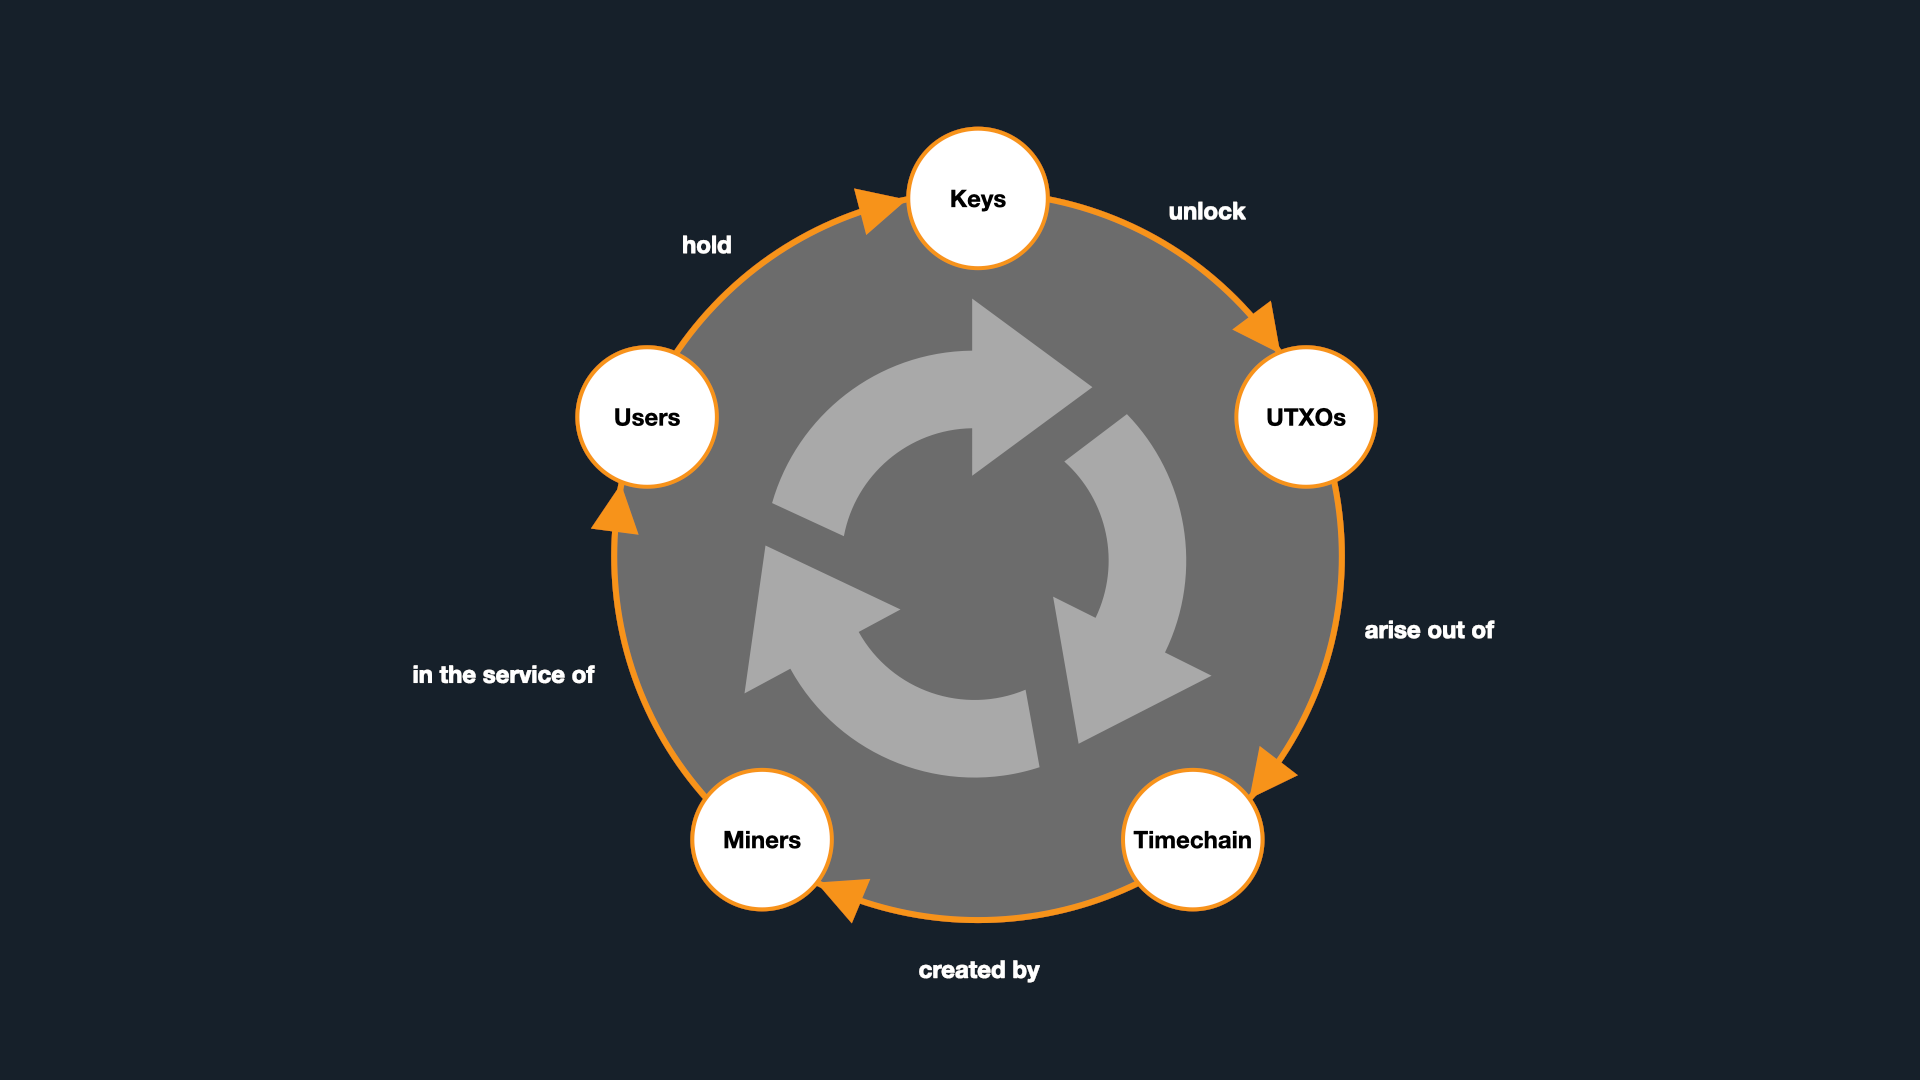 Keys
unlock
hold
Users
UTXOs
arise out of
in the service of
Miners
Timechain
created by